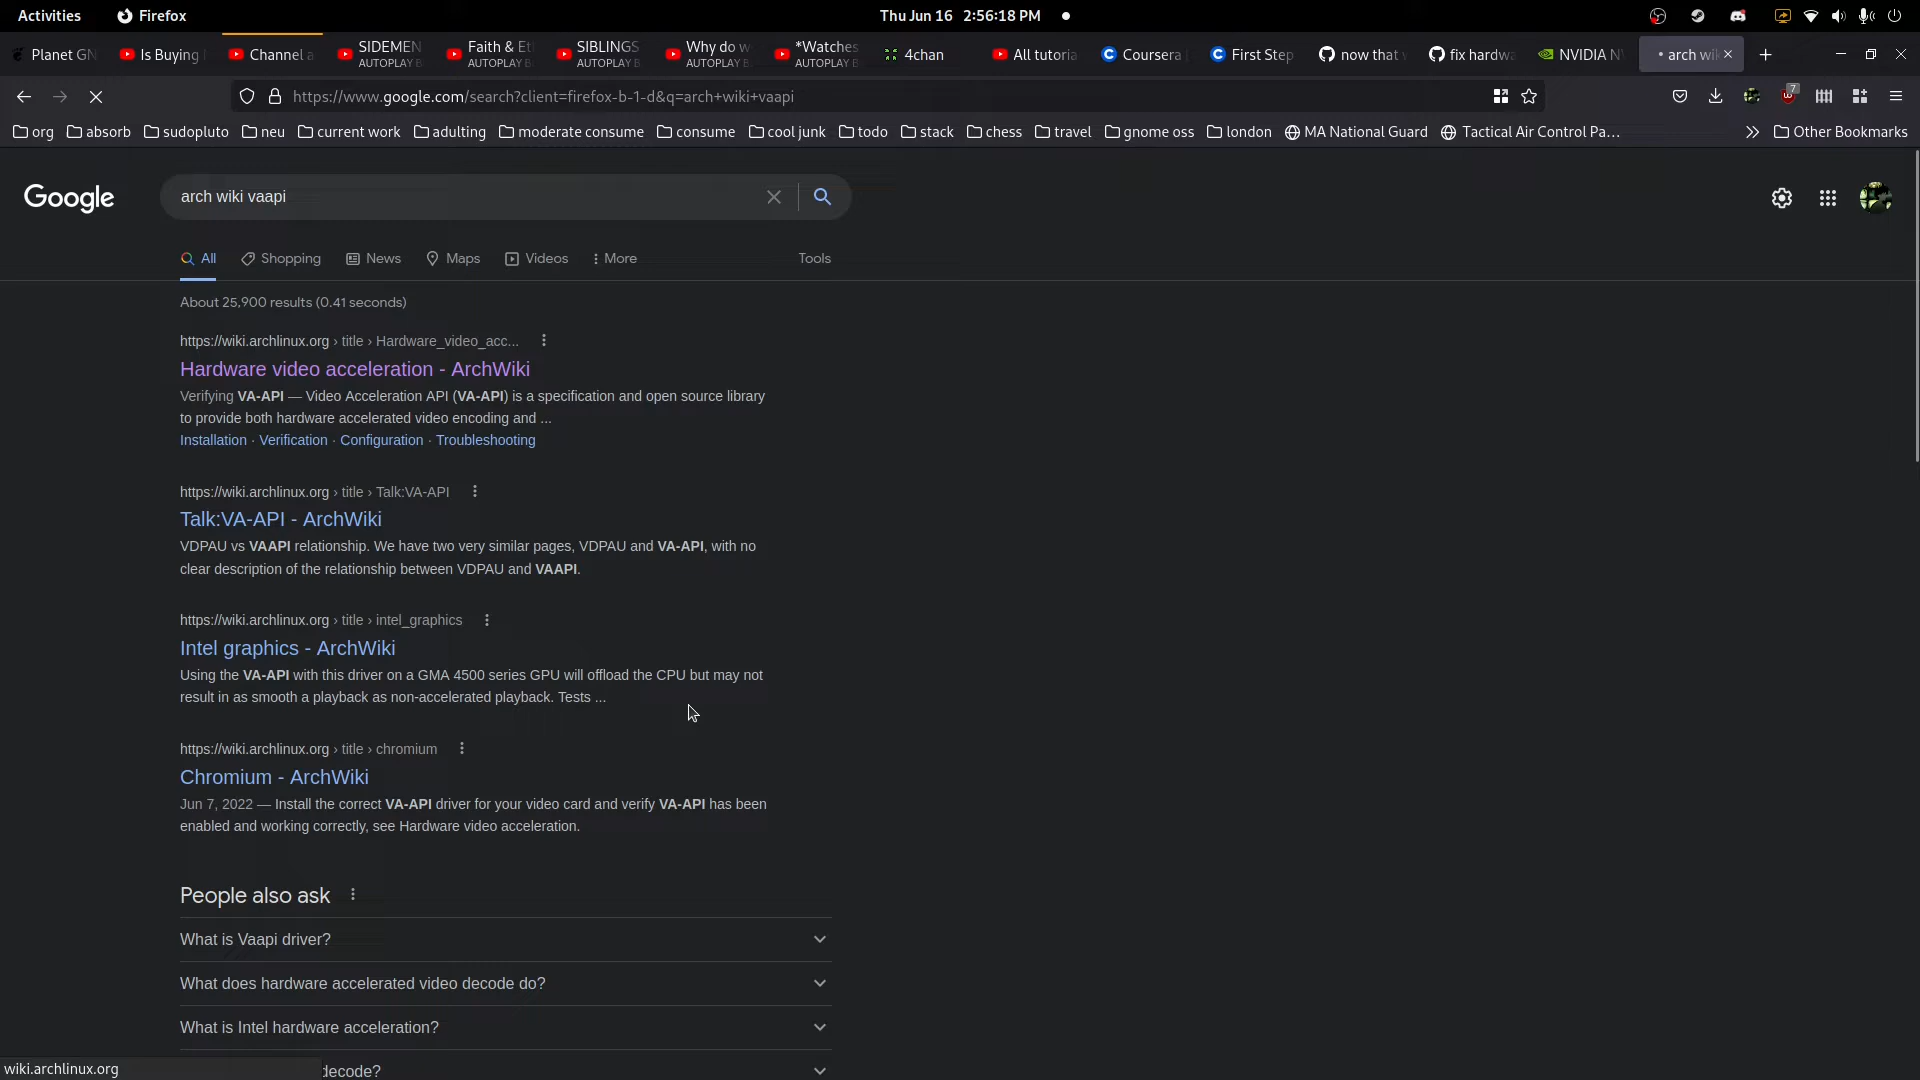 Activities Firefox Thu Jun 16 2:56:18 PM
Planet GN Is Buying Channel a SIDEMEN AUTOPLAY B Faith & Et AUTOPLAY B SIBLINGS AUTOPLAY B Why do w AUTOPLAY B *Watches AUTOPLAY B 4chan All tutoria Coursera First Step now that fix hardwa NVIDIA N arch wi
https://www.google.com/search?client=firefox-b-1-d&q=arch+wiki+vaapi 7
org absorb sudopluto neu current work adulting moderate consume consume cool junk todo stack chess travel gnome oss london MA National Guard Tactical Air Control Pa… Other Bookmarks
Google arch wiki vaapi
All Shopping News Maps Videos More Tools
About 25,900 results (0.41 seconds)
https://wiki.archlinux.org › title › Hardware_video_acc...
Hardware video acceleration - ArchWiki
Verifying VA-API — Video Acceleration API (VA-API) is a specification and open source library
to provide both hardware accelerated video encoding and ...
Installation · Verification · Configuration · Troubleshooting
https://wiki.archlinux.org › title › Talk:VA-API
Talk:VA-API - ArchWiki
VDPAU vs VAAPI relationship. We have two very similar pages, VDPAU and VA-API, with no
clear description of the relationship between VDPAU and VAAPI.
https://wiki.archlinux.org › title › intel_graphics
Intel graphics - ArchWiki
Using the VA-API with this driver on a GMA 4500 series GPU will offload the CPU but may not
result in as smooth a playback as non-accelerated playback. Tests ...
https://wiki.archlinux.org › title › chromium
Chromium - ArchWiki
Jun 7, 2022 — Install the correct VA-API driver for your video card and verify VA-API has been
enabled and working correctly, see Hardware video acceleration.
People also ask
What is Vaapi driver?
What does hardware accelerated video decode do?
What is Intel hardware acceleration?
wiki.archlinux.org decode?